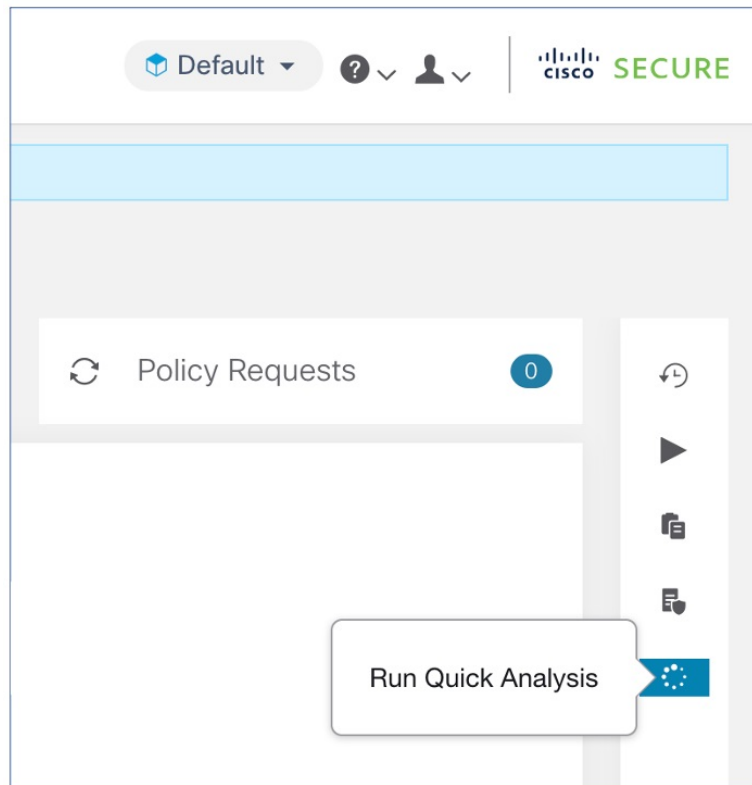 Default
cisco SECURE
Policy Requests 0
Run Quick Analysis